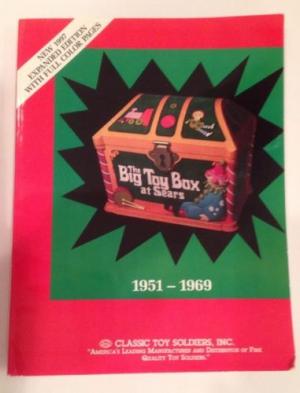 NEW 1997
EXPANDED EDITION
WITH FULL COLOR PAGES
The
Big Toy Box
at Sears
1951 – 1969
CLASSIC TOY SOLDIERS, INC.
"AMERICA'S LEADING MANUFACTURER AND DISTRIBUTOR OF FINE
QUALITY TOY SOLDIERS."